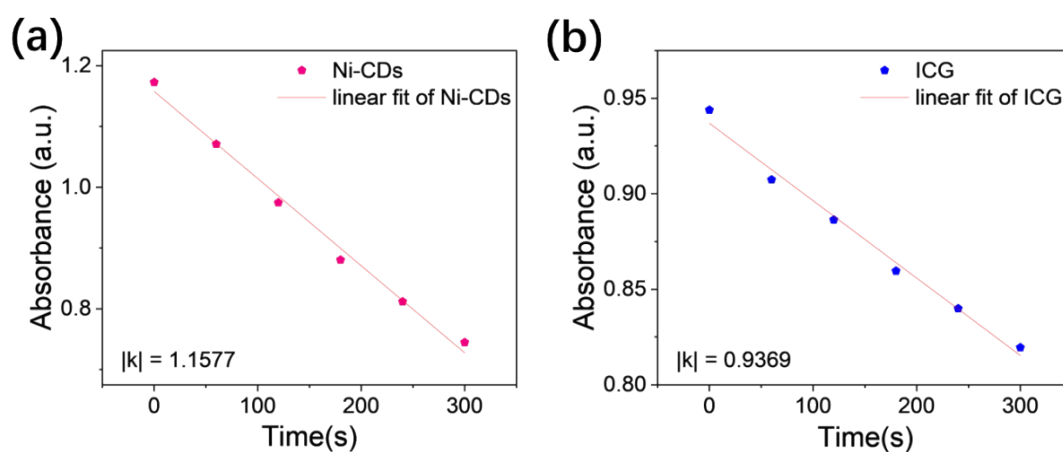 (a)
Ni-CDs
linear fit of Ni-CDs
1.2
1.0
0.8
Absorbance (a.u.)
|k| = 1.1577
0
100
200
300
Time(s)
(b)
ICG
linear fit of ICG
0.95
0.90
0.85
0.80
Absorbance (a.u.)
|k| = 0.9369
0
100
200
300
Time(s)